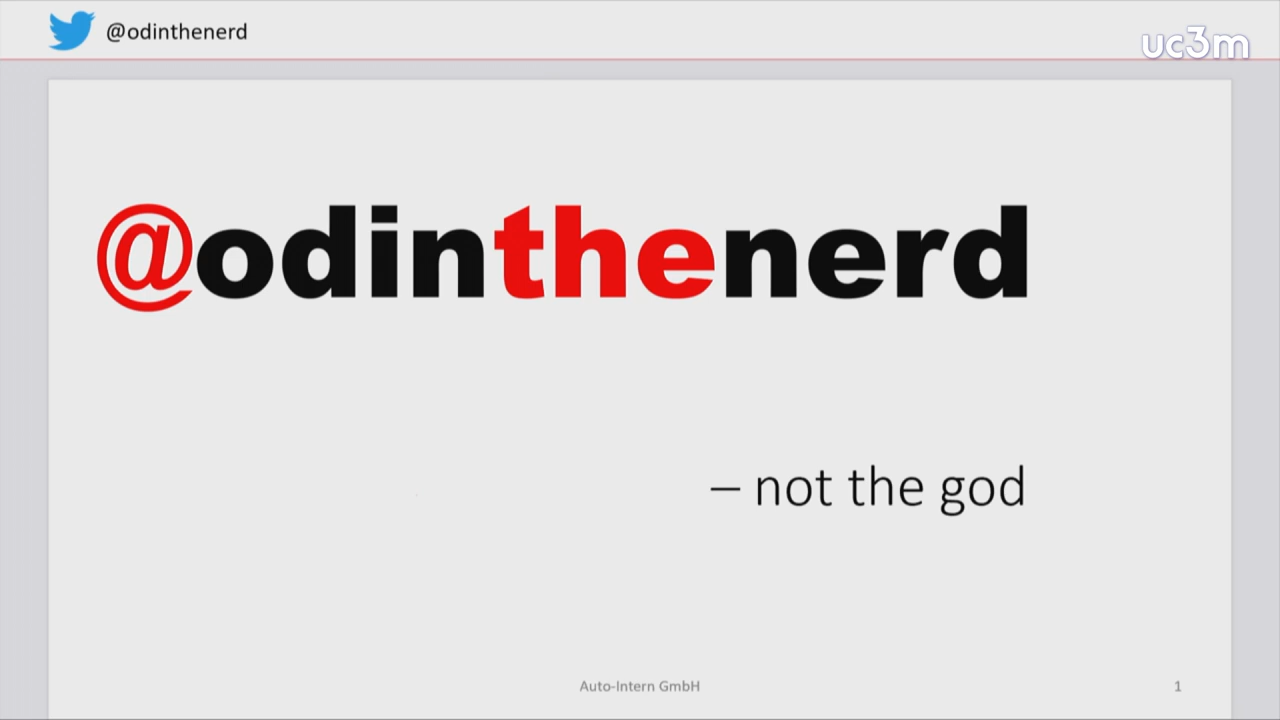 @odinthenerd
uc3m
@odinthenerd
– not the god
Auto-Intern GmbH
1